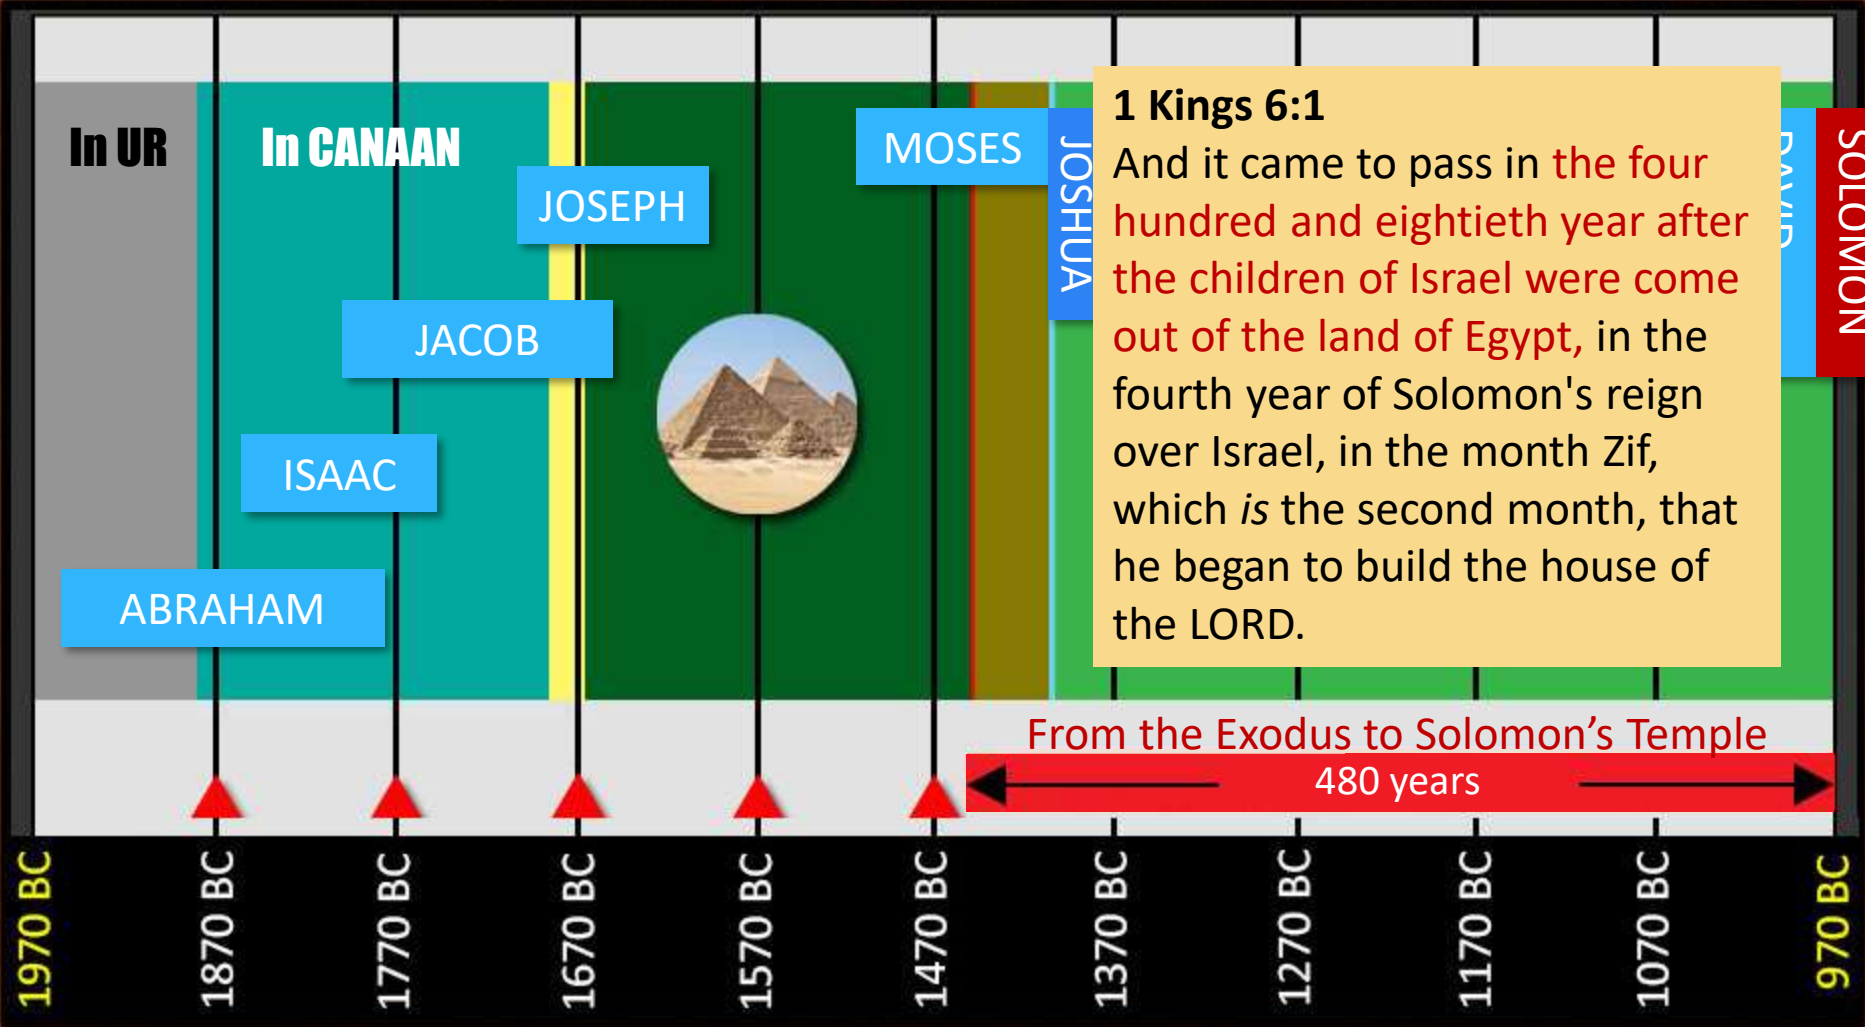 In UR
In CANAAN
ABRAHAM
ISAAC
JACOB
JOSEPH
MOSES
JOSHUA
1 Kings 6:1
And it came to pass in the four
hundred and eightieth year after
the children of Israel were come
out of the land of Egypt, in the
fourth year of Solomon's reign
over Israel, in the month Zif,
which is the second month, that
he began to build the house of
the LORD.
DAVID
SOLOMON
From the Exodus to Solomon’s Temple
480 years
1970 BC
1870 BC
1770 BC
1670 BC
1570 BC
1470 BC
1370 BC
1270 BC
1170 BC
1070 BC
970 BC